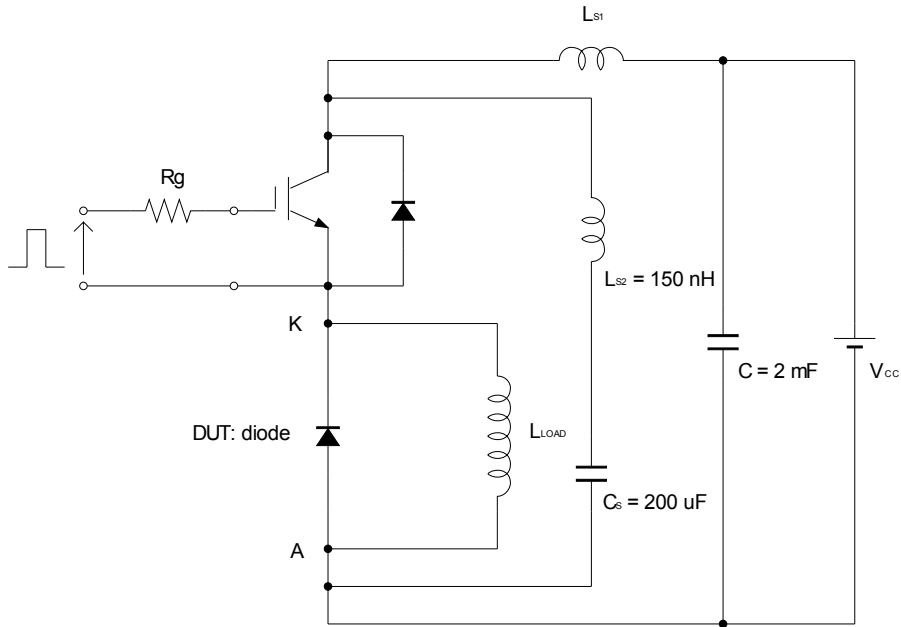 LS1
Rg
LS2 = 150 nH
K
C = 2 mF
VCC
DUT: diode
LLOAD
CS = 200 uF
A